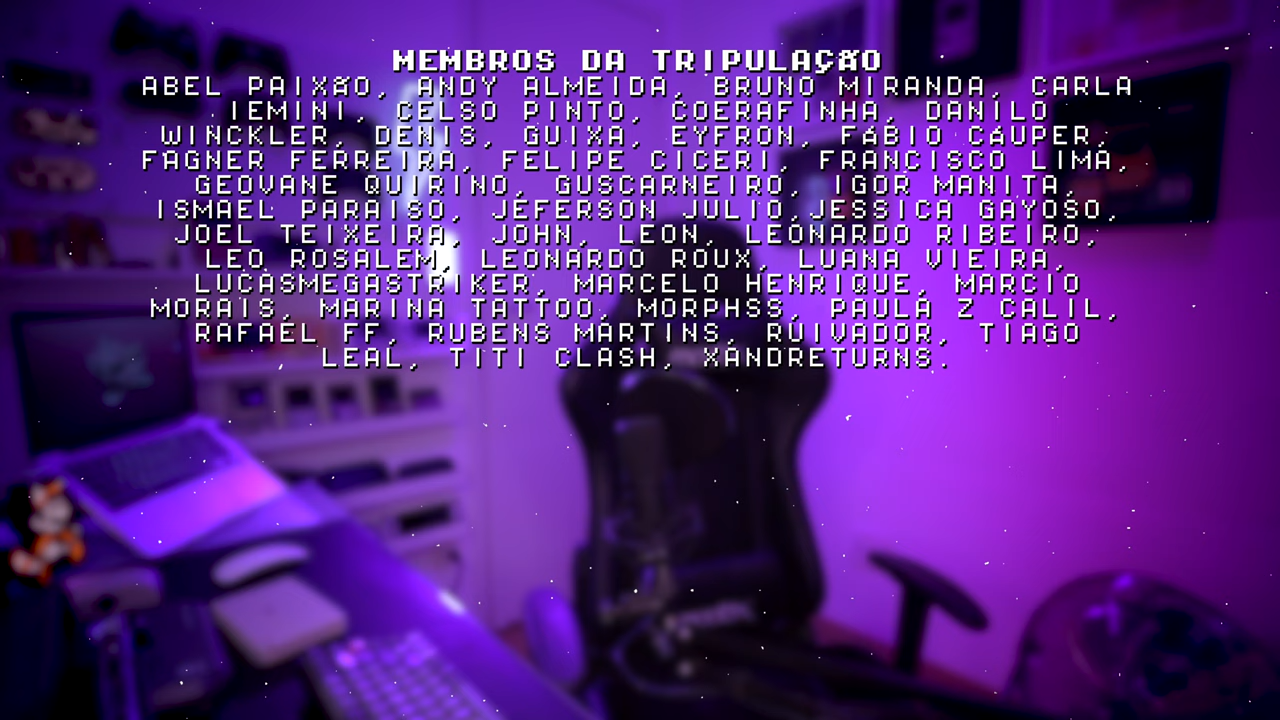 MEMBROS DA TRIPULAÇÃO
ABEL PAIXÃO, ANDY ALMEIDA, BRUNO MIRANDA, CARLA
IEMINI, CELSO PINTO, COERAFINHA, DANILO
WINCKLER, DENIS, GUIXA, EYFRON, FÁBIO CÁUPER,
FAGNER FERREIRA, FELIPE CICERI, FRANCISCO LIMA,
GEOVANE QUIRINO, GUSCARNEIRO, IGOR MANITA,
ISMAEL PARAISO, JEFERSON JULIO,JESSICA GAYOSO,
JOEL TEIXEIRA, JOHN, LEON, LEONARDO RIBEIRO,
LEO ROSALEM, LEONARDO ROUX, LUANA VIEIRA,
LUCASMEGASTRIKER, MARCELO HENRIQUE, MARCIO
MORAIS, MARINA TATTOO, MORPHSS, PAULA Z CALIL,
RAFAEL FF, RUBENS MARTINS, RUIVADOR, TIAGO
LEAL, TITI CLASH, XANDRETURNS.